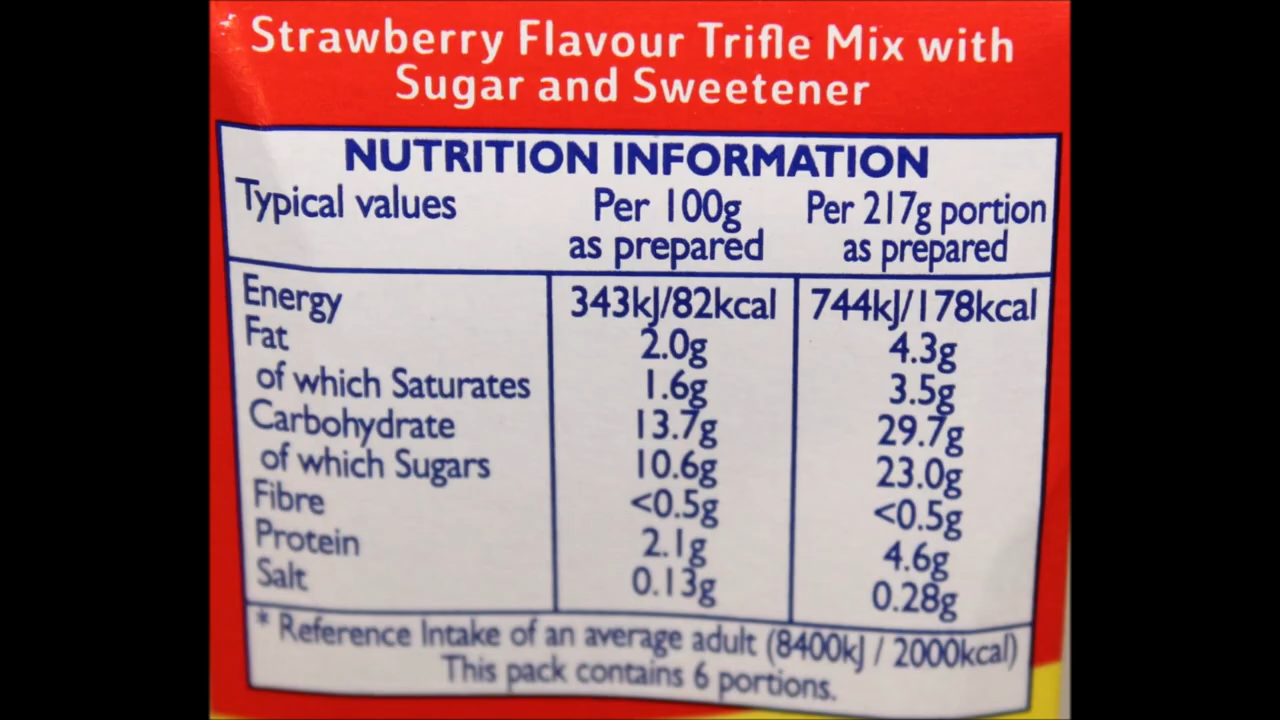 Strawberry Flavour Trifle Mix with
Sugar and Sweetener
NUTRITION INFORMATION
Typical values Per 100g as prepared Per 217g portion as prepared
Energy 343kJ/82kcal 744kJ/178kcal
Fat 2.0g 4.3g
of which Saturates 1.6g 3.5g
Carbohydrate 13.7g 29.7g
of which Sugars 10.6g 23.0g
Fibre <0.5g <0.5g
Protein 2.1g 4.6g
Salt 0.13g 0.28g
* Reference Intake of an average adult (8400kJ / 2000kcal)
This pack contains 6 portions.